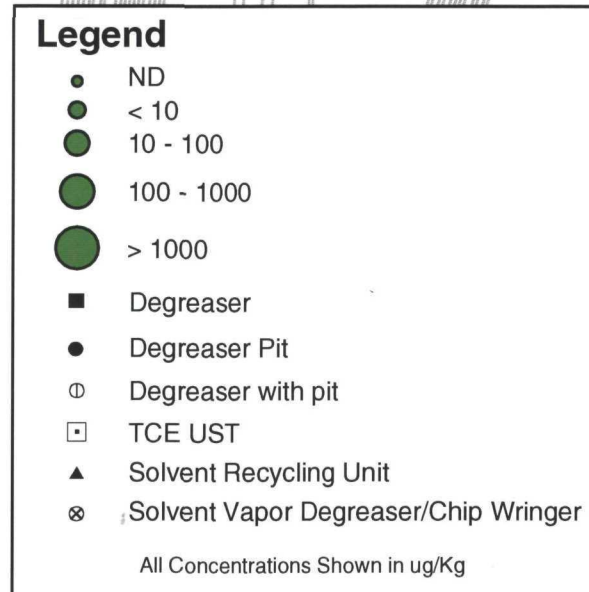 Legend
ND
< 10
10 - 100
100 - 1000
> 1000
Degreaser
Degreaser Pit
Degreaser with pit
TCE UST
Solvent Recycling Unit
Solvent Vapor Degreaser/Chip Wringer
All Concentrations Shown in ug/Kg